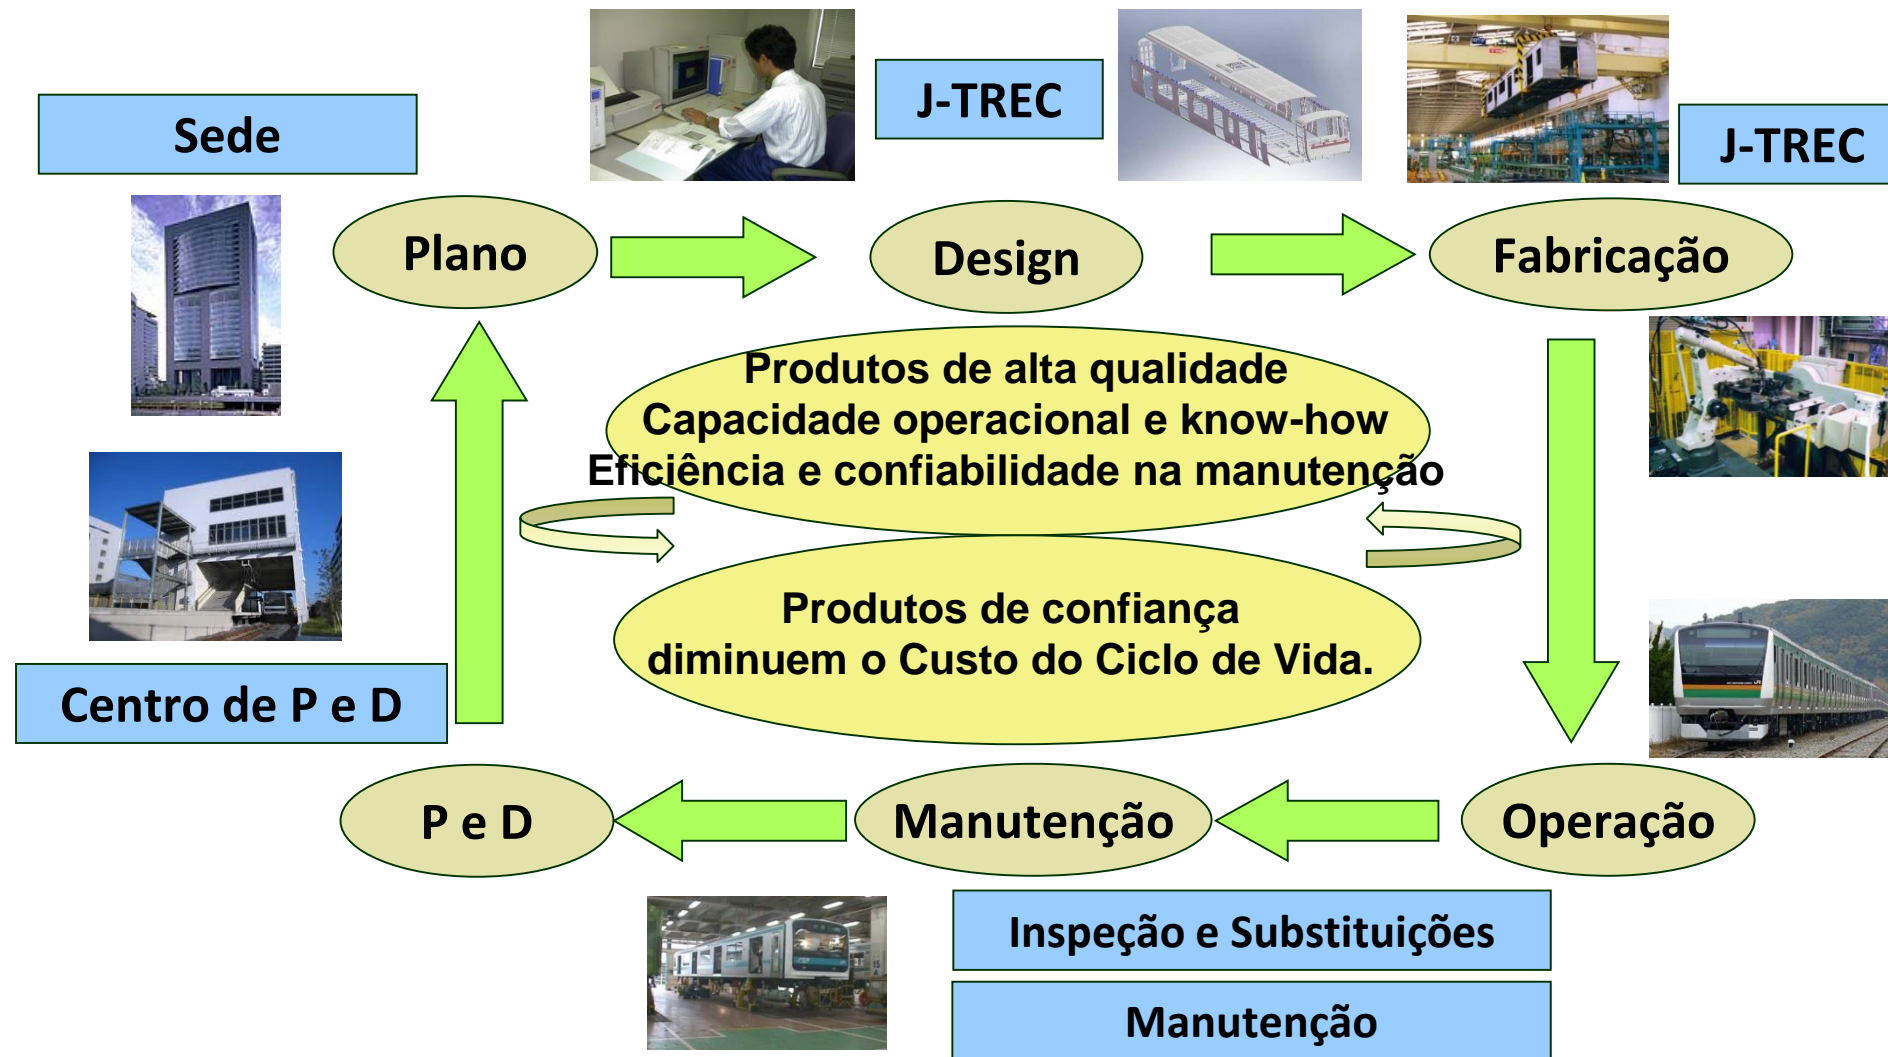 Sede
J-TREC
J-TREC
Plano
Design
Fabricação
Produtos de alta qualidade
Capacidade operacional e know-how
Eficiência e confiabilidade na manutenção
Produtos de confiança
diminuem o Custo do Ciclo de Vida.
Centro de P e D
P e D
Manutenção
Operação
Inspeção e Substituições
Manutenção